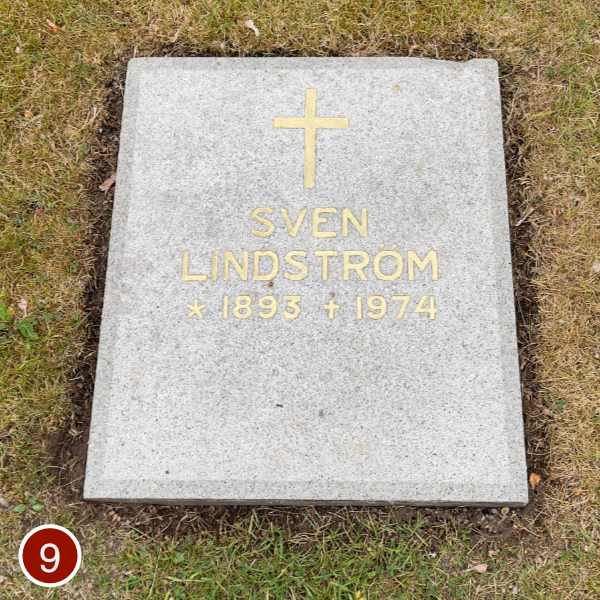 SVEN
LINDSTRÖM
* 1893 † 1974
9